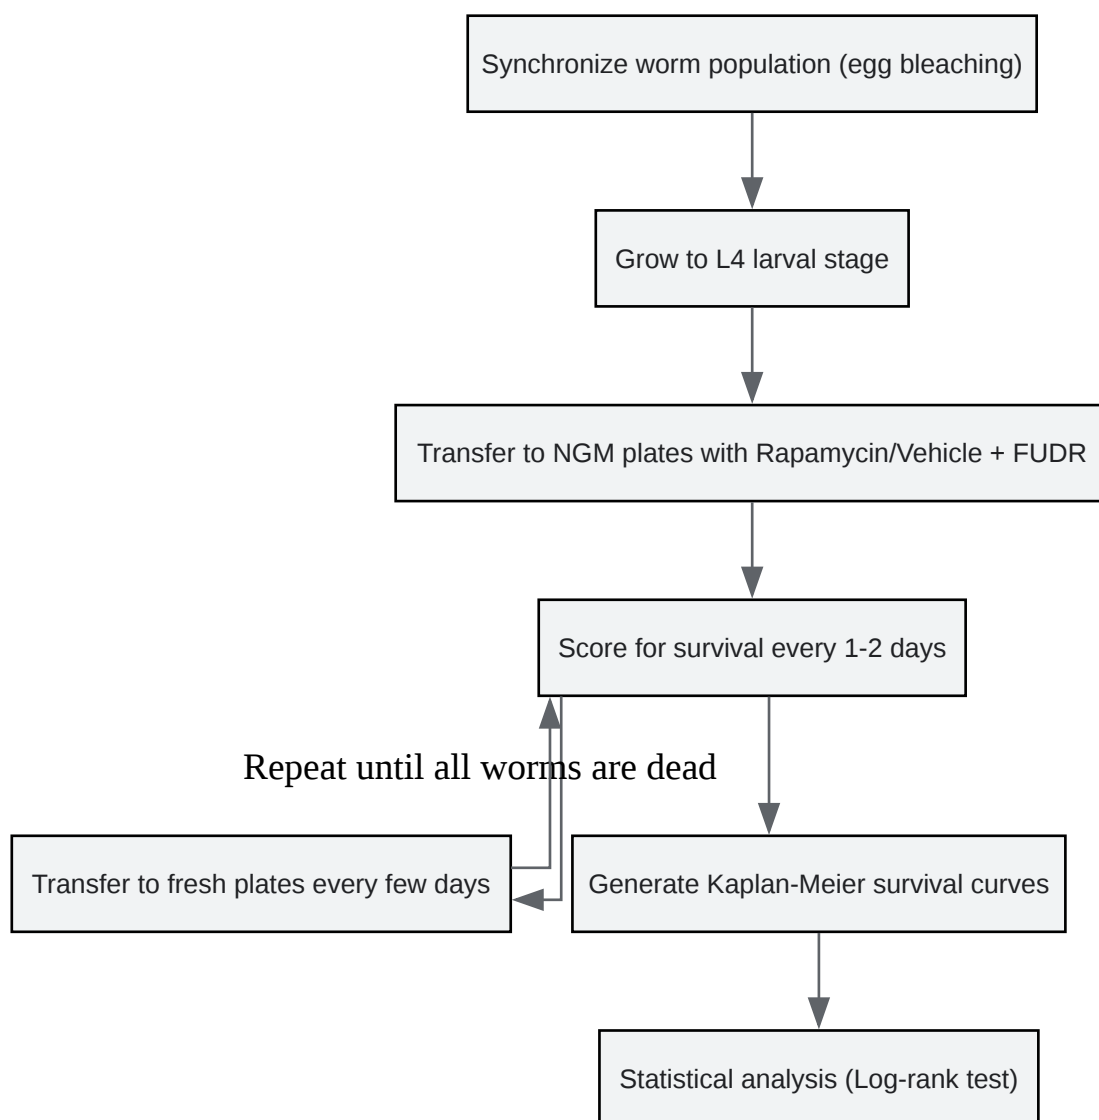 Synchronize worm population (egg bleaching)
Grow to L4 larval stage
Transfer to NGM plates with Rapamycin/Vehicle + FUDR
Score for survival every 1-2 days
Repeat until all worms are dead
Transfer to fresh plates every few days
Generate Kaplan-Meier survival curves
Statistical analysis (Log-rank test)